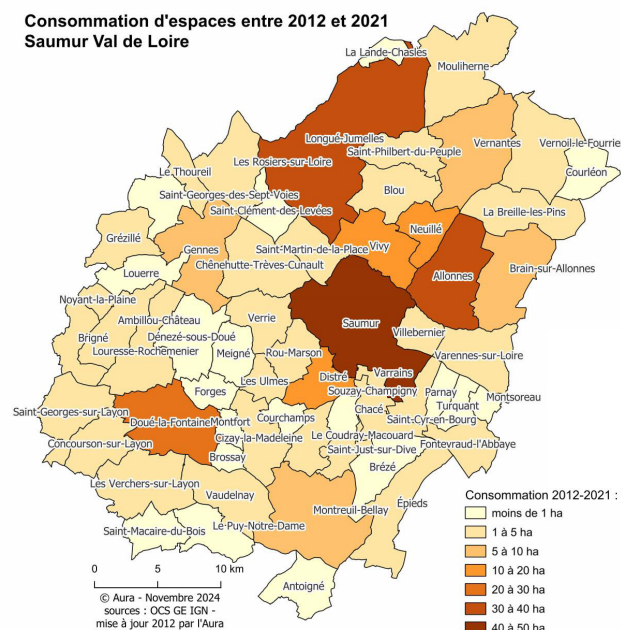 Consommation d'espaces entre 2012 et 2021
Saumur Val de Loire
La Lande-Chasles
Mouliherne
Longué-Jumelles
Saint-Philbert-du-Peuple
Vernantes
Vernoil-le-Fourrie
Courléon
Les Rosiers-sur-Loire
Le Thoureil
Blou
Saint-Georges-des-Sept-Voies
Saint-Clément-des-Levées
La Breille-les-Pins
Neuillé
Grézillé
Gennes
Saint-Martin-de-la-Place
Vivy
Chênehutte-Trèves-Cunault
Louerre
Allonnes
Brain-sur-Allonnes
Noyant-la-Plaine
Ambillou-Château
Verrie
Saumur
Villebernier
Brigné
Dénezé-sous-Doué
Louresse-Rochemenier
Meigné
Rou-Marson
Varennes-sur-Loire
Distré
Varrains
Les Ulmes
Forges
Souzay-Champigny
Parnay
Montsoreau
Turquant
Saint-Georges-sur-Layon
Doué-la-Fontaine
Montfort
Courchamps
Chacé
Saint-Cyr-en-Bourg
Concourson-sur-Layon
Cizay-la-Madeleine
Le Coudray-Macouard
Fontevraud-l'Abbaye
Saint-Just-sur-Dive
Brossay
Brézé
Les Verchers-sur-Layon
Vaudelnay
Épieds
Montreuil-Bellay
Le-Puy-Notre-Dame
Saint-Macaire-du-Bois
Antoigné
Consommation 2012-2021 :
moins de 1 ha
1 à 5 ha
5 à 10 ha
10 à 20 ha
20 à 30 ha
30 à 40 ha
40 à 50 ha
0 5 10 km
© Aura - Novembre 2024
sources : OCS GE IGN -
mise à jour 2012 par l'Aura